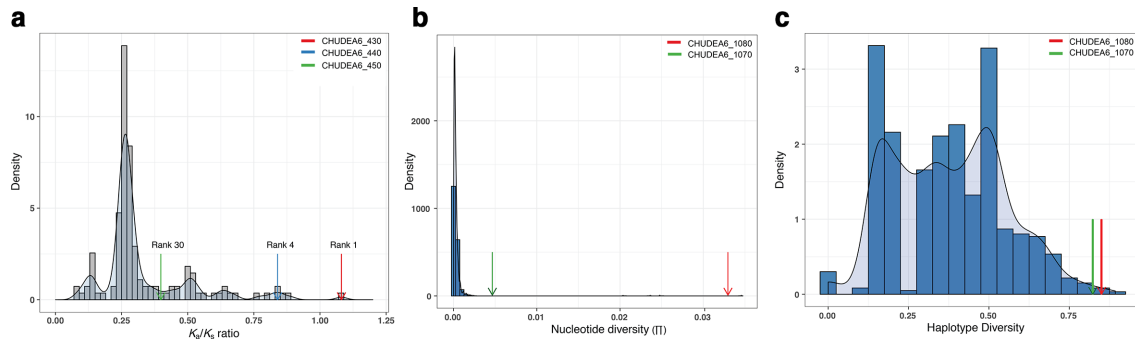 a
CHUDEA6_430
CHUDEA6_440
CHUDEA6_450
Rank 30
Rank 4
Rank 1
Density
10
5
0
0.00
0.25
0.50
0.75
1.00
1.25
Ka/Ks ratio
b
CHUDEA6_1080
CHUDEA6_1070
Density
2000
1000
0
0.00
0.01
0.02
0.03
Nucleotide diversity (∏)
c
CHUDEA6_1080
CHUDEA6_1070
Density
3
2
1
0
0.00
0.25
0.50
0.75
Haplotype Diversity